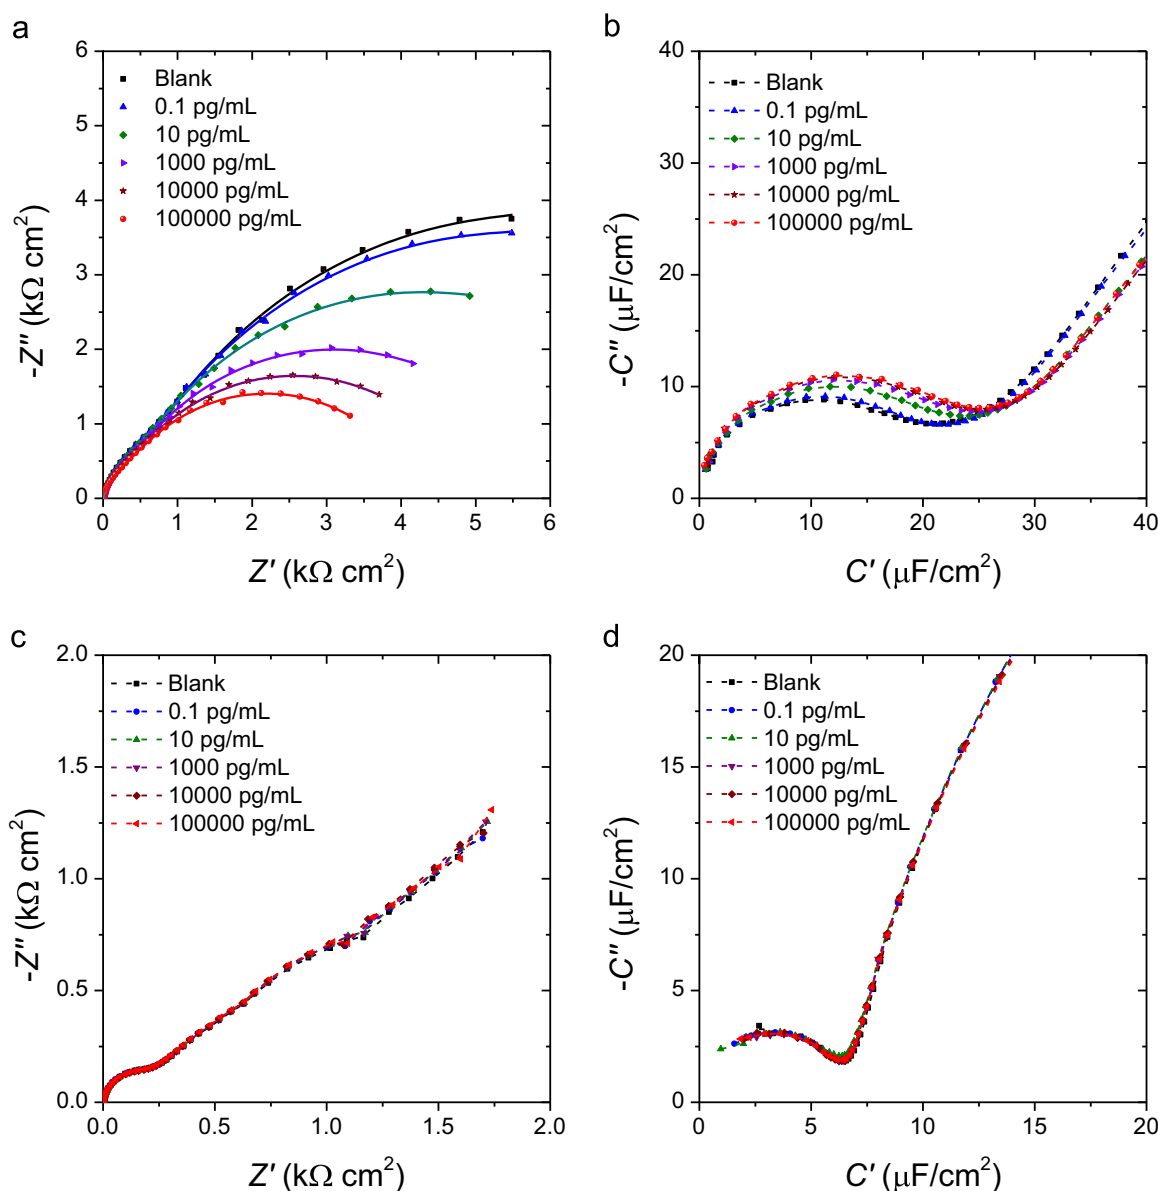 a
6
5
4
3
2
1
0
0
1
2
3
4
5
6
-Z″ (kΩ cm²)
Z′ (kΩ cm²)
Blank
0.1 pg/mL
10 pg/mL
1000 pg/mL
10000 pg/mL
100000 pg/mL
b
40
30
20
10
0
0
10
20
30
40
-C″ (μF/cm²)
C′ (μF/cm²)
Blank
0.1 pg/mL
10 pg/mL
1000 pg/mL
10000 pg/mL
100000 pg/mL
c
2.0
1.5
1.0
0.5
0.0
0.0
0.5
1.0
1.5
2.0
-Z″ (kΩ cm²)
Z′ (kΩ cm²)
Blank
0.1 pg/mL
10 pg/mL
1000 pg/mL
10000 pg/mL
100000 pg/mL
d
20
15
10
5
0
0
5
10
15
20
-C″ (μF/cm²)
C′ (μF/cm²)
Blank
0.1 pg/mL
10 pg/mL
1000 pg/mL
10000 pg/mL
100000 pg/mL